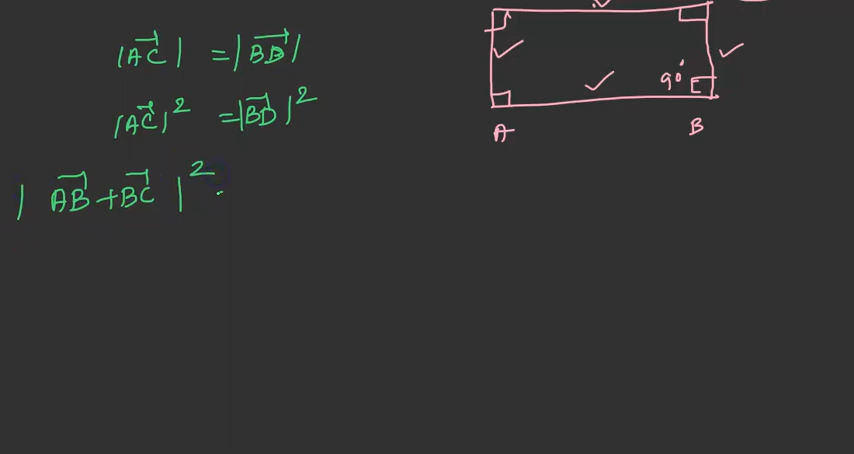 |AC⃗| = |BD⃗|
|AC⃗|² = |BD⃗|²
|AB⃗ + BC⃗|²
90°
A B